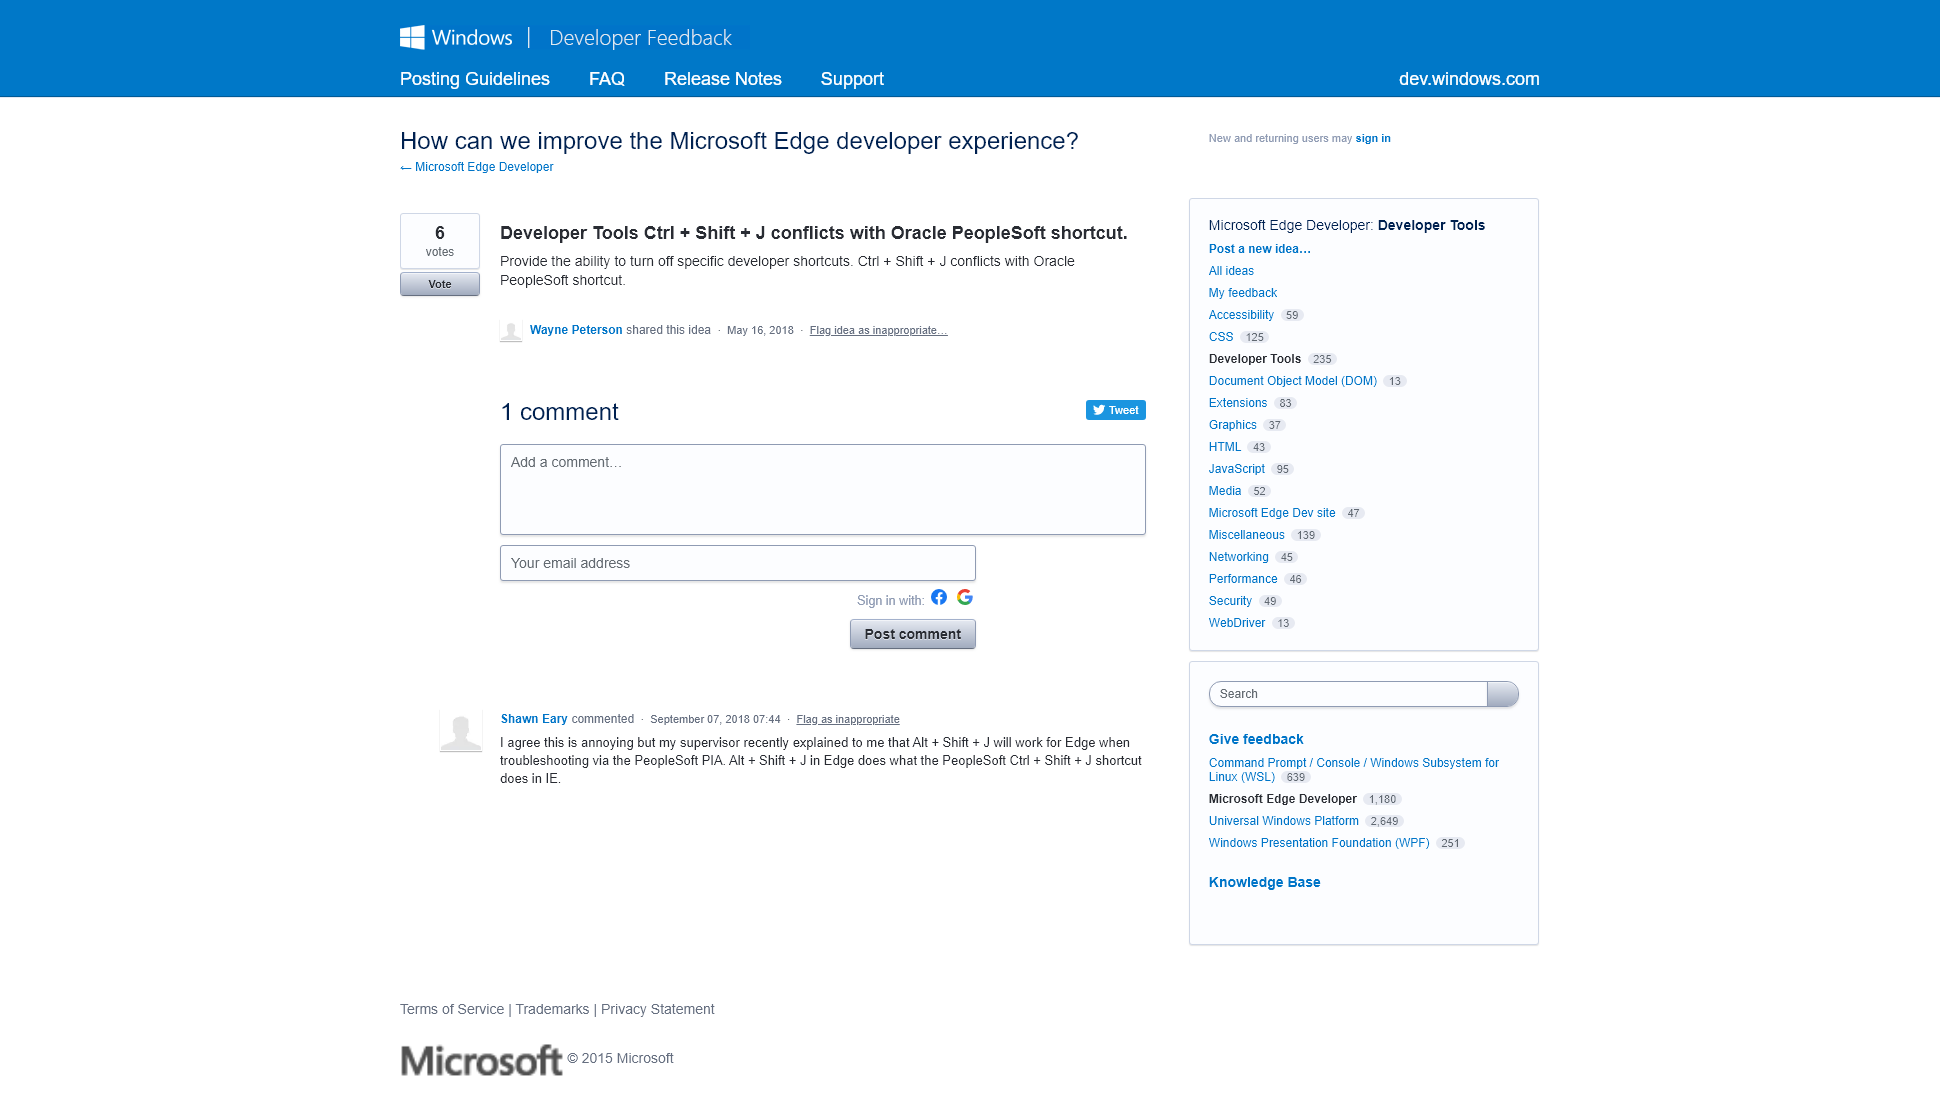 Windows | Developer Feedback
Posting Guidelines FAQ Release Notes Support dev.windows.com
How can we improve the Microsoft Edge developer experience?
← Microsoft Edge Developer
New and returning users may sign in
6
votes
Vote
Developer Tools Ctrl + Shift + J conflicts with Oracle PeopleSoft shortcut.
Provide the ability to turn off specific developer shortcuts. Ctrl + Shift + J conflicts with Oracle
PeopleSoft shortcut.
Wayne Peterson shared this idea · May 16, 2018 · Flag idea as inappropriate…
1 comment
Tweet
Add a comment…
Your email address
Sign in with:
Post comment
Shawn Eary commented · September 07, 2018 07:44 · Flag as inappropriate
I agree this is annoying but my supervisor recently explained to me that Alt + Shift + J will work for Edge when
troubleshooting via the PeopleSoft PIA. Alt + Shift + J in Edge does what the PeopleSoft Ctrl + Shift + J shortcut
does in IE.
Microsoft Edge Developer: Developer Tools
Post a new idea…
All ideas
My feedback
Accessibility 59
CSS 125
Developer Tools 235
Document Object Model (DOM) 13
Extensions 83
Graphics 37
HTML 43
JavaScript 95
Media 52
Microsoft Edge Dev site 47
Miscellaneous 139
Networking 45
Performance 46
Security 49
WebDriver 13
Search
Give feedback
Command Prompt / Console / Windows Subsystem for
Linux (WSL) 639
Microsoft Edge Developer 1,180
Universal Windows Platform 2,649
Windows Presentation Foundation (WPF) 251
Knowledge Base
Terms of Service | Trademarks | Privacy Statement
Microsoft © 2015 Microsoft